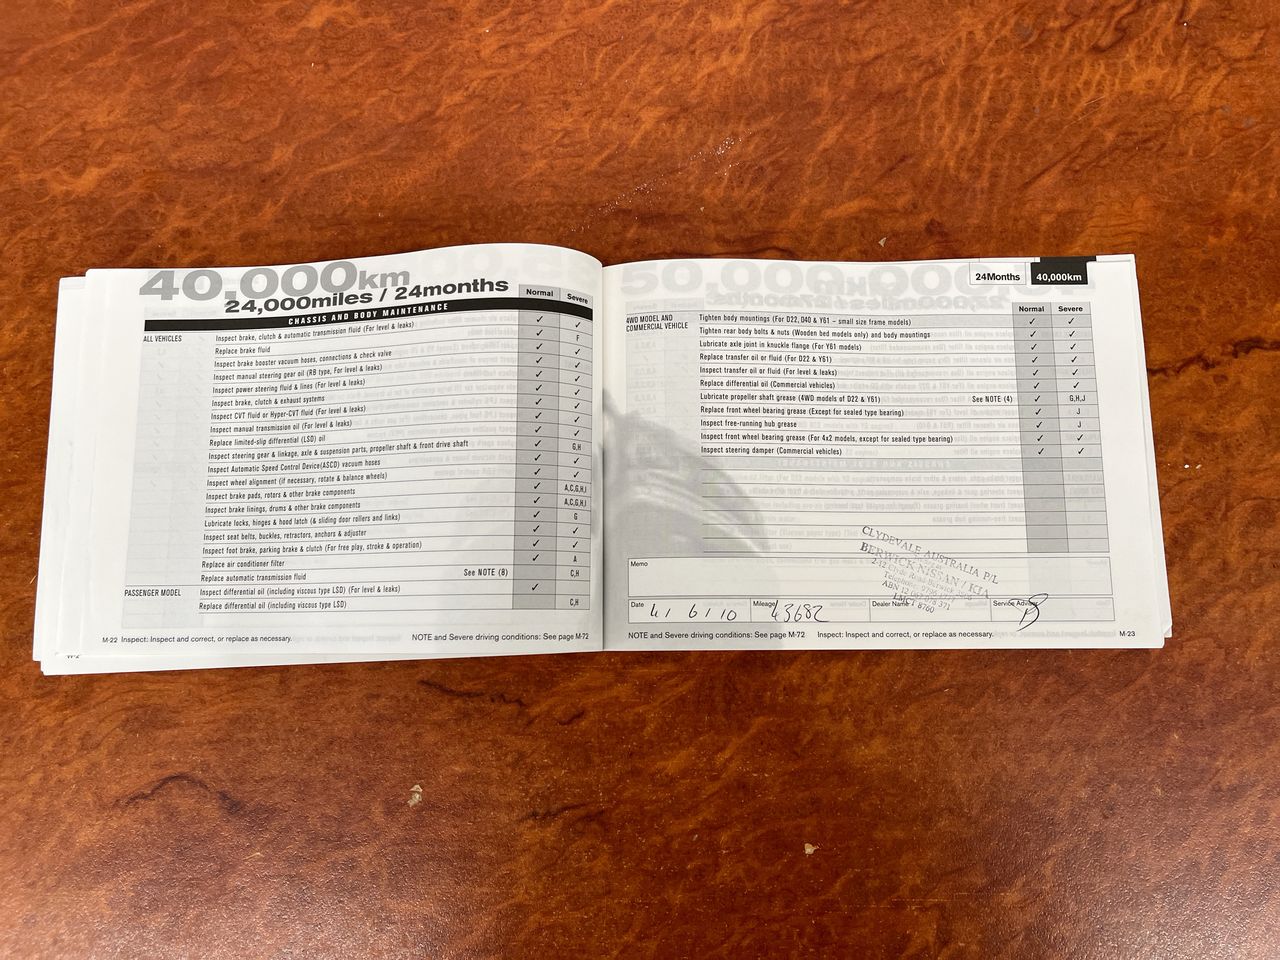 40,000km
24,000miles / 24months
Normal Severe
CHASSIS AND BODY MAINTENANCE
ALL VEHICLES Inspect brake, clutch & automatic transmission fluid (For level & leaks) ✓ ✓
Replace brake fluid ✓ F
Inspect brake booster vacuum hoses, connections & check valve ✓ ✓
Inspect manual steering gear oil (RB type, For level & leaks) ✓ ✓
Inspect power steering fluid & lines (For level & leaks) ✓ ✓
Inspect brake, clutch & exhaust systems ✓ ✓
Inspect CVT fluid or Hyper-CVT fluid (For level & leaks) ✓ ✓
Inspect manual transmission oil (For level & leaks) ✓ ✓
Replace limited-slip differential (LSD) oil ✓ ✓
Inspect steering gear & linkage, axle & suspension parts, propeller shaft & front drive shaft ✓ G,H
Inspect Automatic Speed Control Device(ASCD) vacuum hoses ✓ ✓
Inspect wheel alignment (if necessary, rotate & balance wheels) ✓ ✓
Inspect brake pads, rotors & other brake components ✓ A,C,G,H,I
Inspect brake linings, drums & other brake components ✓ A,C,G,H,I
Lubricate locks, hinges & hood latch (& sliding door rollers and links) ✓ G
Inspect seat belts, buckles, retractors, anchors & adjuster ✓ ✓
Inspect foot brake, parking brake & clutch (For free play, stroke & operation) ✓ ✓
Replace air conditioner filter ✓ A
Replace automatic transmission fluid See NOTE (8) C,H
PASSENGER MODEL Inspect differential oil (including viscous type LSD) (For level & leaks) ✓
Replace differential oil (including viscous type LSD) C,H
M-22 Inspect: Inspect and correct, or replace as necessary. NOTE and Severe driving conditions: See page M-72
24Months 40,000km
Normal Severe
4WD MODEL AND COMMERCIAL VEHICLE Tighten body mountings (For D22, D40 & Y61 – small size frame models) ✓ ✓
Tighten rear body bolts & nuts (Wooden bed models only) and body mountings ✓ ✓
Lubricate axle joint in knuckle flange (For Y61 models) ✓ ✓
Replace transfer oil or fluid (For D22 & Y61) ✓ ✓
Inspect transfer oil or fluid (For level & leaks) ✓ ✓
Replace differential oil (Commercial vehicles) ✓ ✓
Lubricate propeller shaft grease (4WD models of D22 & Y61) See NOTE (4) ✓ G,H,J
Replace front wheel bearing grease (Except for sealed type bearing) ✓ J
Inspect free-running hub grease ✓ J
Inspect front wheel bearing grease (For 4x2 models, except for sealed type bearing) ✓ ✓
Inspect steering damper (Commercial vehicles) ✓ ✓
CLYDEVALE AUSTRALIA P/L
BERWICK NISSAN / KIA
LMCT 8760
Memo
Date 4 / 6 / 10 Mileage 43682 Dealer Name Service Advisor
NOTE and Severe driving conditions: See page M-72 Inspect: Inspect and correct, or replace as necessary. M-23